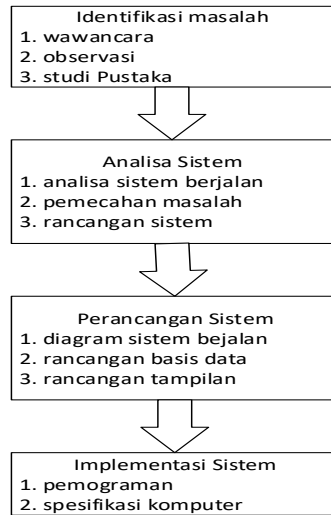 Identifikasi masalah
1. wawancara
2. observasi
3. studi Pustaka
Analisa Sistem
1. analisa sistem berjalan
2. pemecahan masalah
3. rancangan sistem
Perancangan Sistem
1. diagram sistem bejalan
2. rancangan basis data
3. rancangan tampilan
Implementasi Sistem
1. pemograman
2. spesifikasi komputer